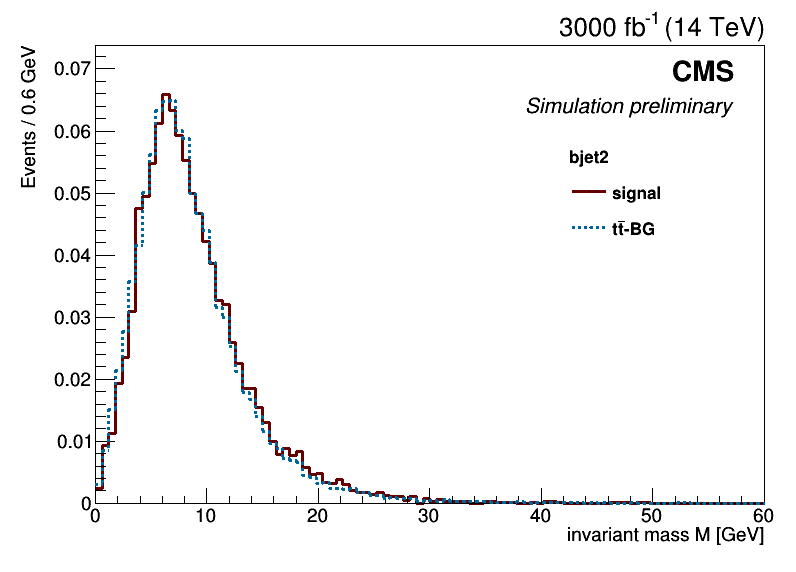 3000 fb⁻¹ (14 TeV)
Events / 0.6 GeV
0.07
0.06
0.05
0.04
0.03
0.02
0.01
0
CMS
Simulation preliminary
bjet2
signal
tt̄-BG
0 10 20 30 40 50 60
invariant mass M [GeV]